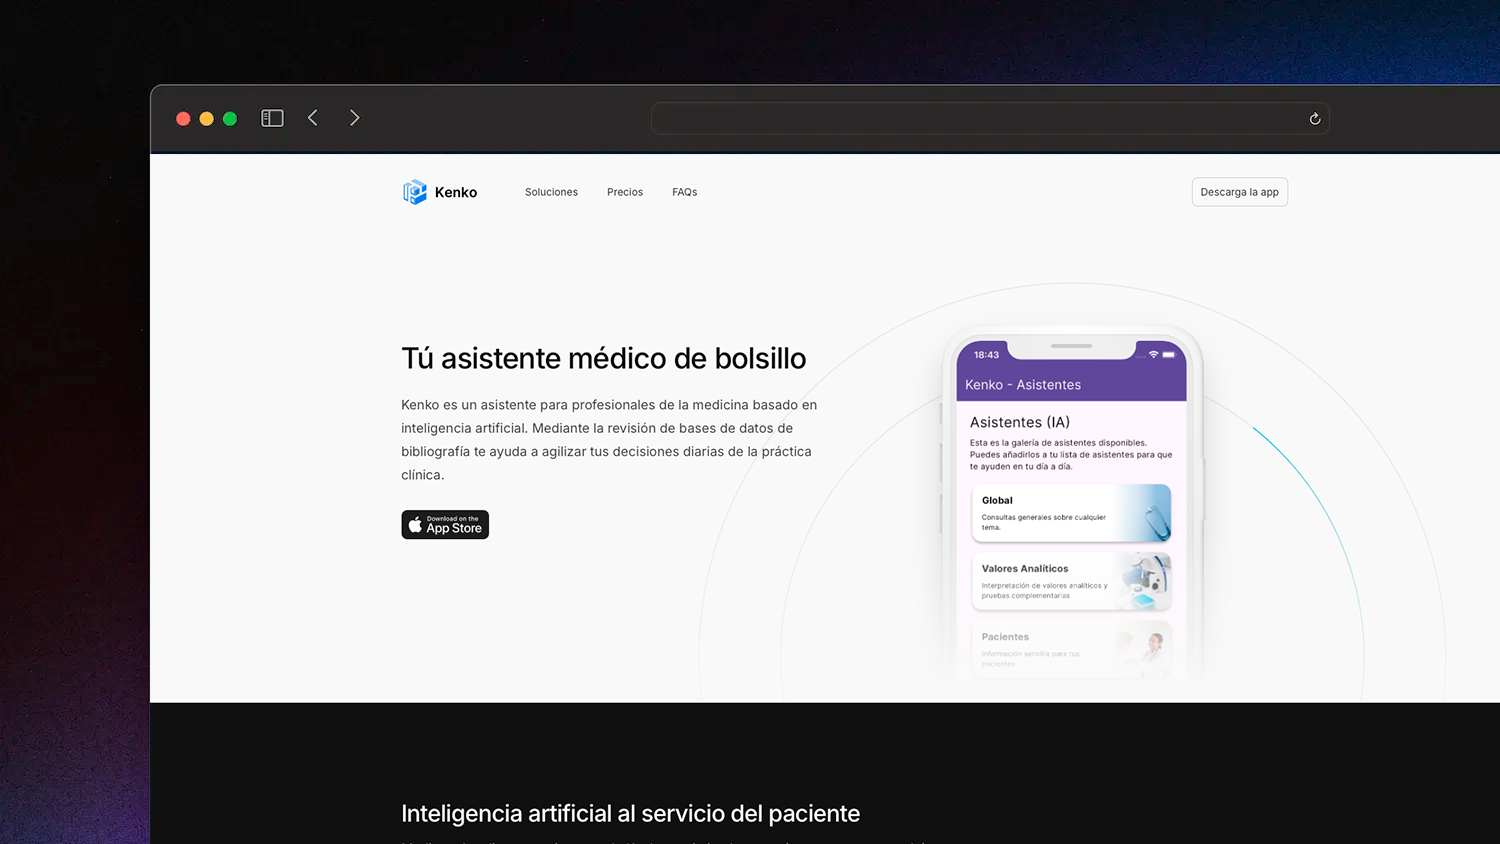 Kenko
Soluciones
Precios
FAQs
Descarga la app
Tú asistente médico de bolsillo
Kenko es un asistente para profesionales de la medicina basado en
inteligencia artificial. Mediante la revisión de bases de datos de
bibliografía te ayuda a agilizar tus decisiones diarias de la práctica
clínica.
Download on the
App Store
18:43
Kenko - Asistentes
Asistentes (IA)
Esta es la galería de asistentes disponibles.
Puedes añadirlos a tu lista de asistentes para que
te ayuden en tu día a día.
Global
Consultas generales sobre cualquier
tema.
Valores Analíticos
Interpretación de valores analíticos y
pruebas complementarias
Pacientes
Información sencilla para tus
pacientes
Inteligencia artificial al servicio del paciente